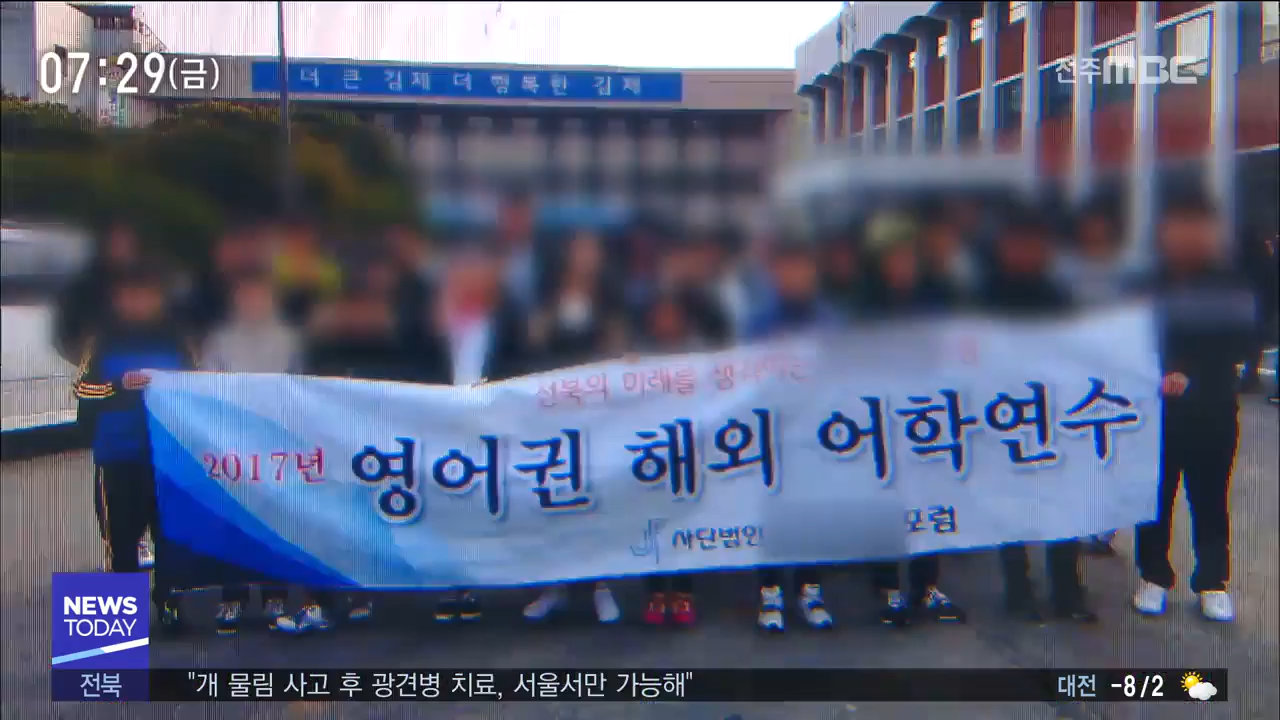 07:29(금)
더 큰 김제 더 행복한 김제
전주MBC
전북의 미래를
2017년 영어권 해외 어학연수
사단법인 포럼
NEWS
TODAY
전북
"개 물림 사고 후 광견병 치료, 서울서만 가능해"
대전 -8/2